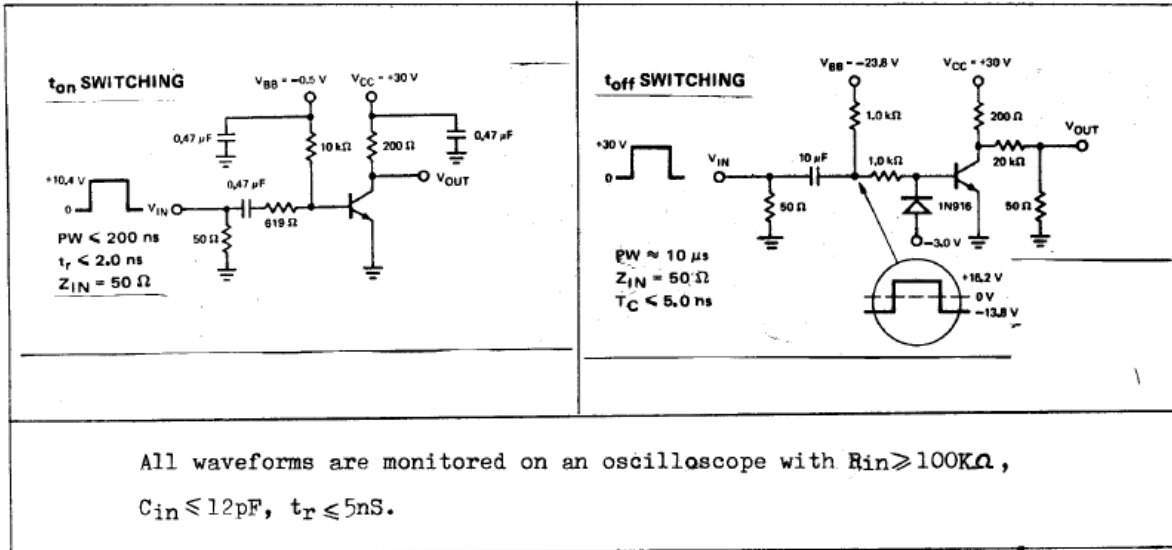 ton SWITCHING
VBB = −0.5 V
VCC = +30 V
0,47 µF
10 kΩ
200 Ω
0,47 µF
VOUT
+10.4 V
0
VIN
0,47 µF
619 Ω
50 Ω
PW ⩽ 200 ns
tr ⩽ 2.0 ns
ZIN = 50 Ω
toff SWITCHING
VBB = −23.8 V
VCC = +30 V
1,0 kΩ
200 Ω
VOUT
+30 V
0
VIN
10 µF
1,0 kΩ
20 kΩ
50 Ω
1N916
50 Ω
−3.0 V
PW ≈ 10 µs
ZIN = 50 Ω
TC ⩽ 5.0 ns
+16.2 V
0 V
−13.8 V
All waveforms are monitored on an oscilloscope with Rin⩾100KΩ,
Cin⩽12pF, tr⩽5nS.